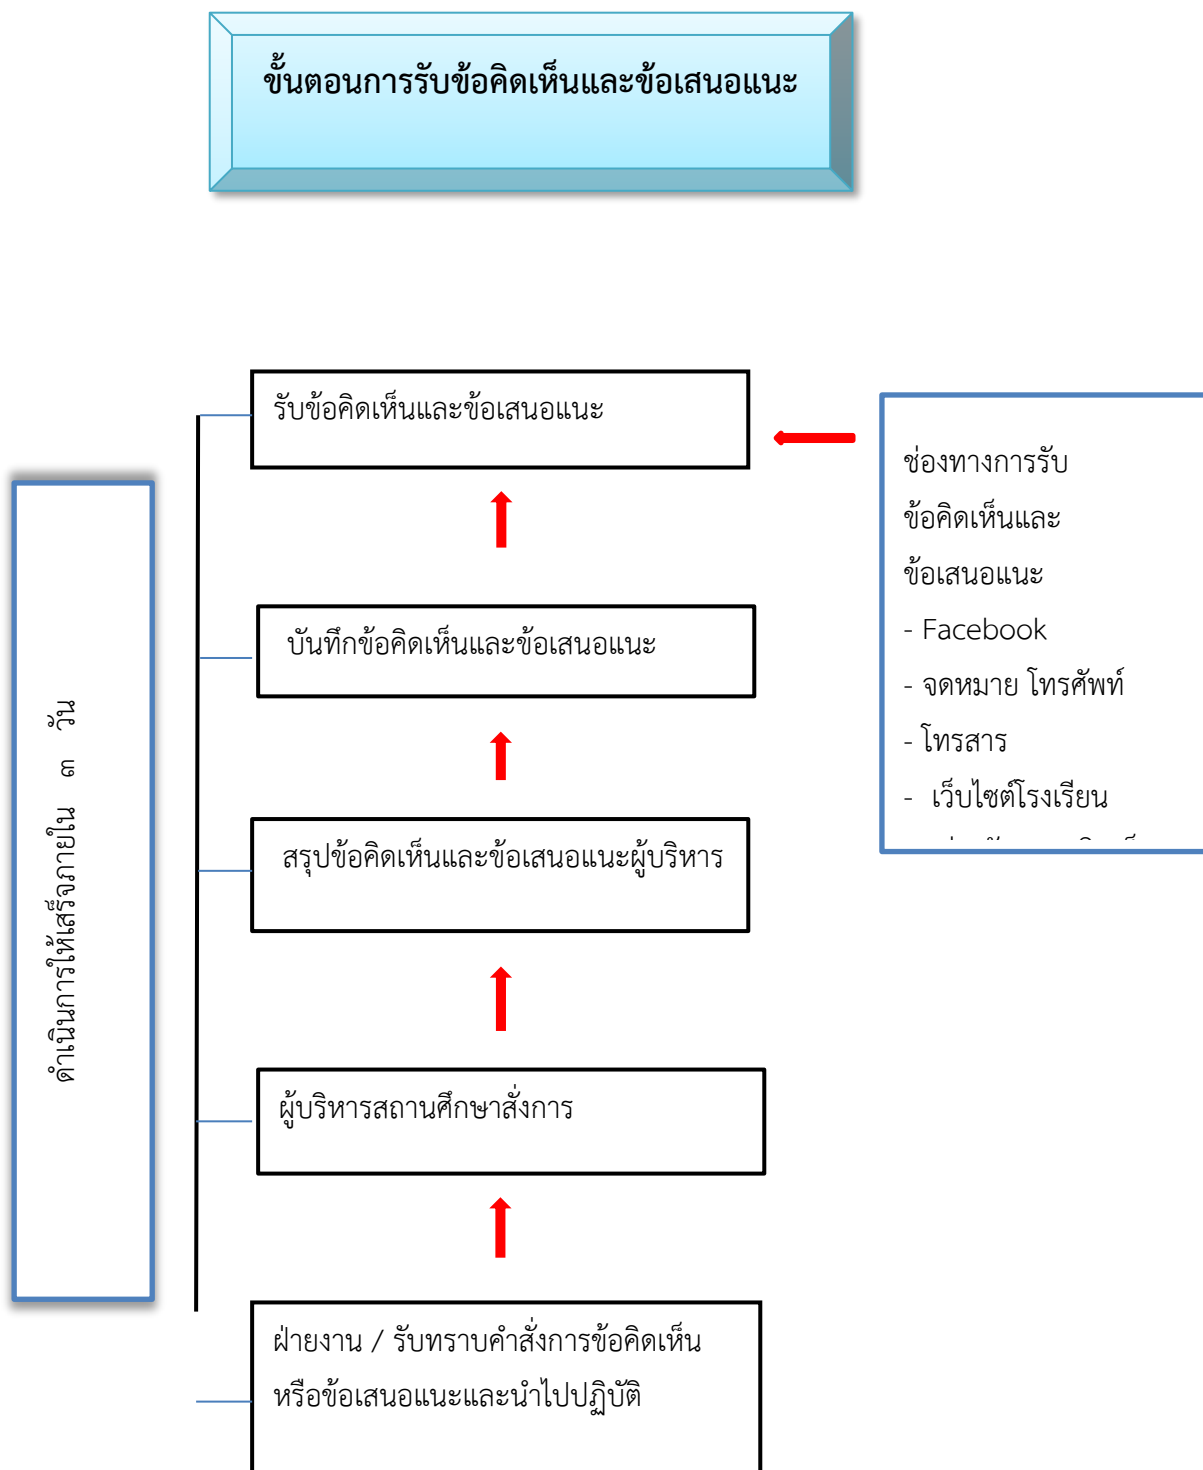 ขั้นตอนการรับข้อคิดเห็นและข้อเสนอแนะ
รับข้อคิดเห็นและข้อเสนอแนะ
บันทึกข้อคิดเห็นและข้อเสนอแนะ
สรุปข้อคิดเห็นและข้อเสนอแนะผู้บริหาร
ผู้บริหารสถานศึกษาสั่งการ
ฝ่ายงาน / รับทราบคำสั่งการข้อคิดเห็น
หรือข้อเสนอแนะและนำไปปฏิบัติ
ดำเนินการให้เสร็จภายใน ๓ วัน
ช่องทางการรับ
ข้อคิดเห็นและ
ข้อเสนอแนะ
- Facebook
- จดหมาย โทรศัพท์
- โทรสาร
- เว็บไซต์โรงเรียน